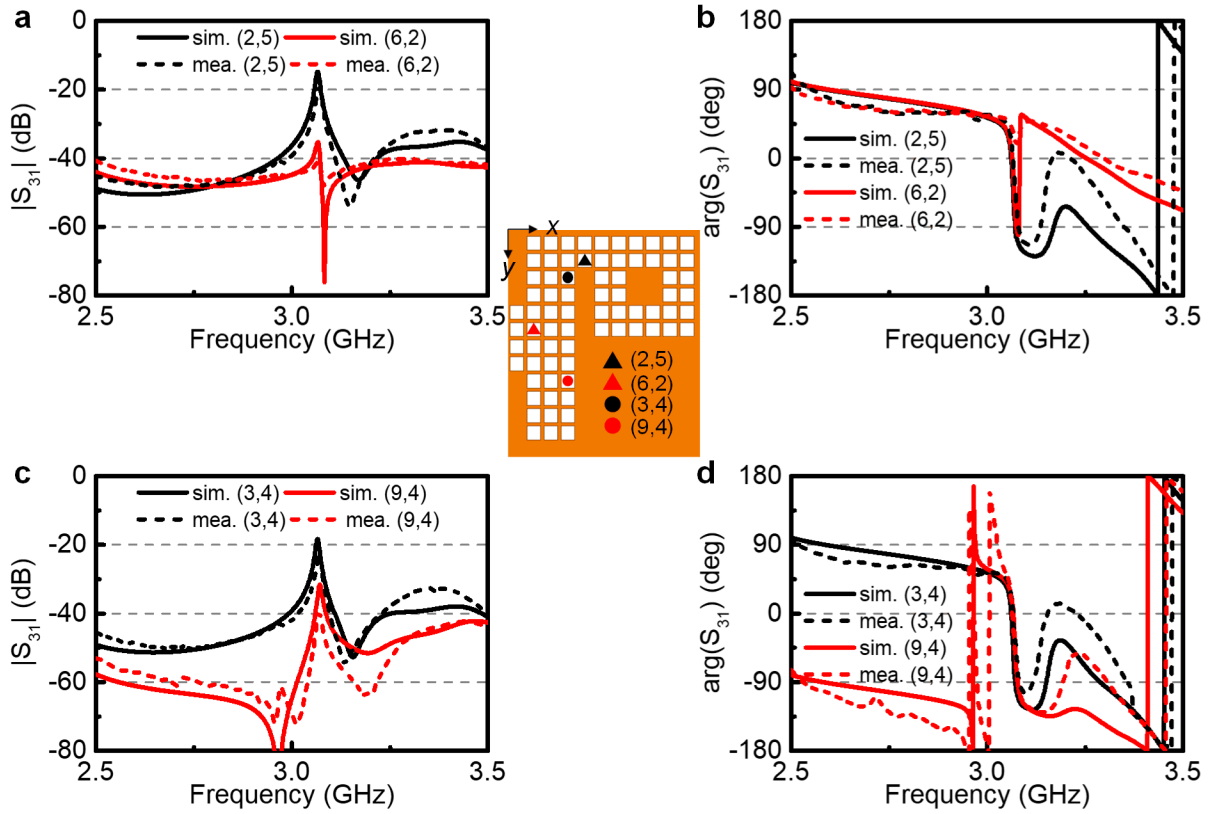 a
0
-20
-40
-60
-80
|S31| (dB)
sim. (2,5)
sim. (6,2)
mea. (2,5)
mea. (6,2)
2.5
3.0
3.5
Frequency (GHz)
b
180
90
0
-90
-180
arg(S31) (deg)
sim. (2,5)
mea. (2,5)
sim. (6,2)
mea. (6,2)
2.5
3.0
3.5
Frequency (GHz)
x
y
(2,5)
(6,2)
(3,4)
(9,4)
c
0
-20
-40
-60
-80
|S31| (dB)
sim. (3,4)
sim. (9,4)
mea. (3,4)
mea. (9,4)
2.5
3.0
3.5
Frequency (GHz)
d
180
90
0
-90
-180
arg(S31) (deg)
sim. (3,4)
mea. (3,4)
sim. (9,4)
mea. (9,4)
2.5
3.0
3.5
Frequency (GHz)